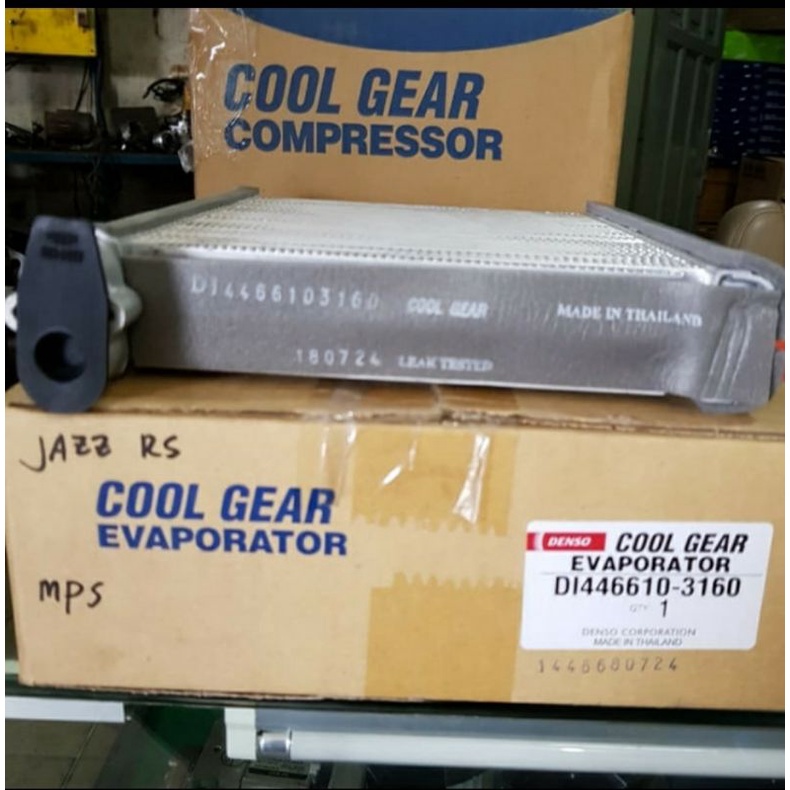 COOL GEAR
COMPRESSOR
DI4466103160 COOL GEAR MADE IN THAILAND
180724 LEAK TESTED
JAZZ RS
COOL GEAR
EVAPORATOR
MPS
DENSO COOL GEAR
EVAPORATOR
DI446610-3160
QTY 1
DENSO CORPORATION
MADE IN THAILAND
1446680724